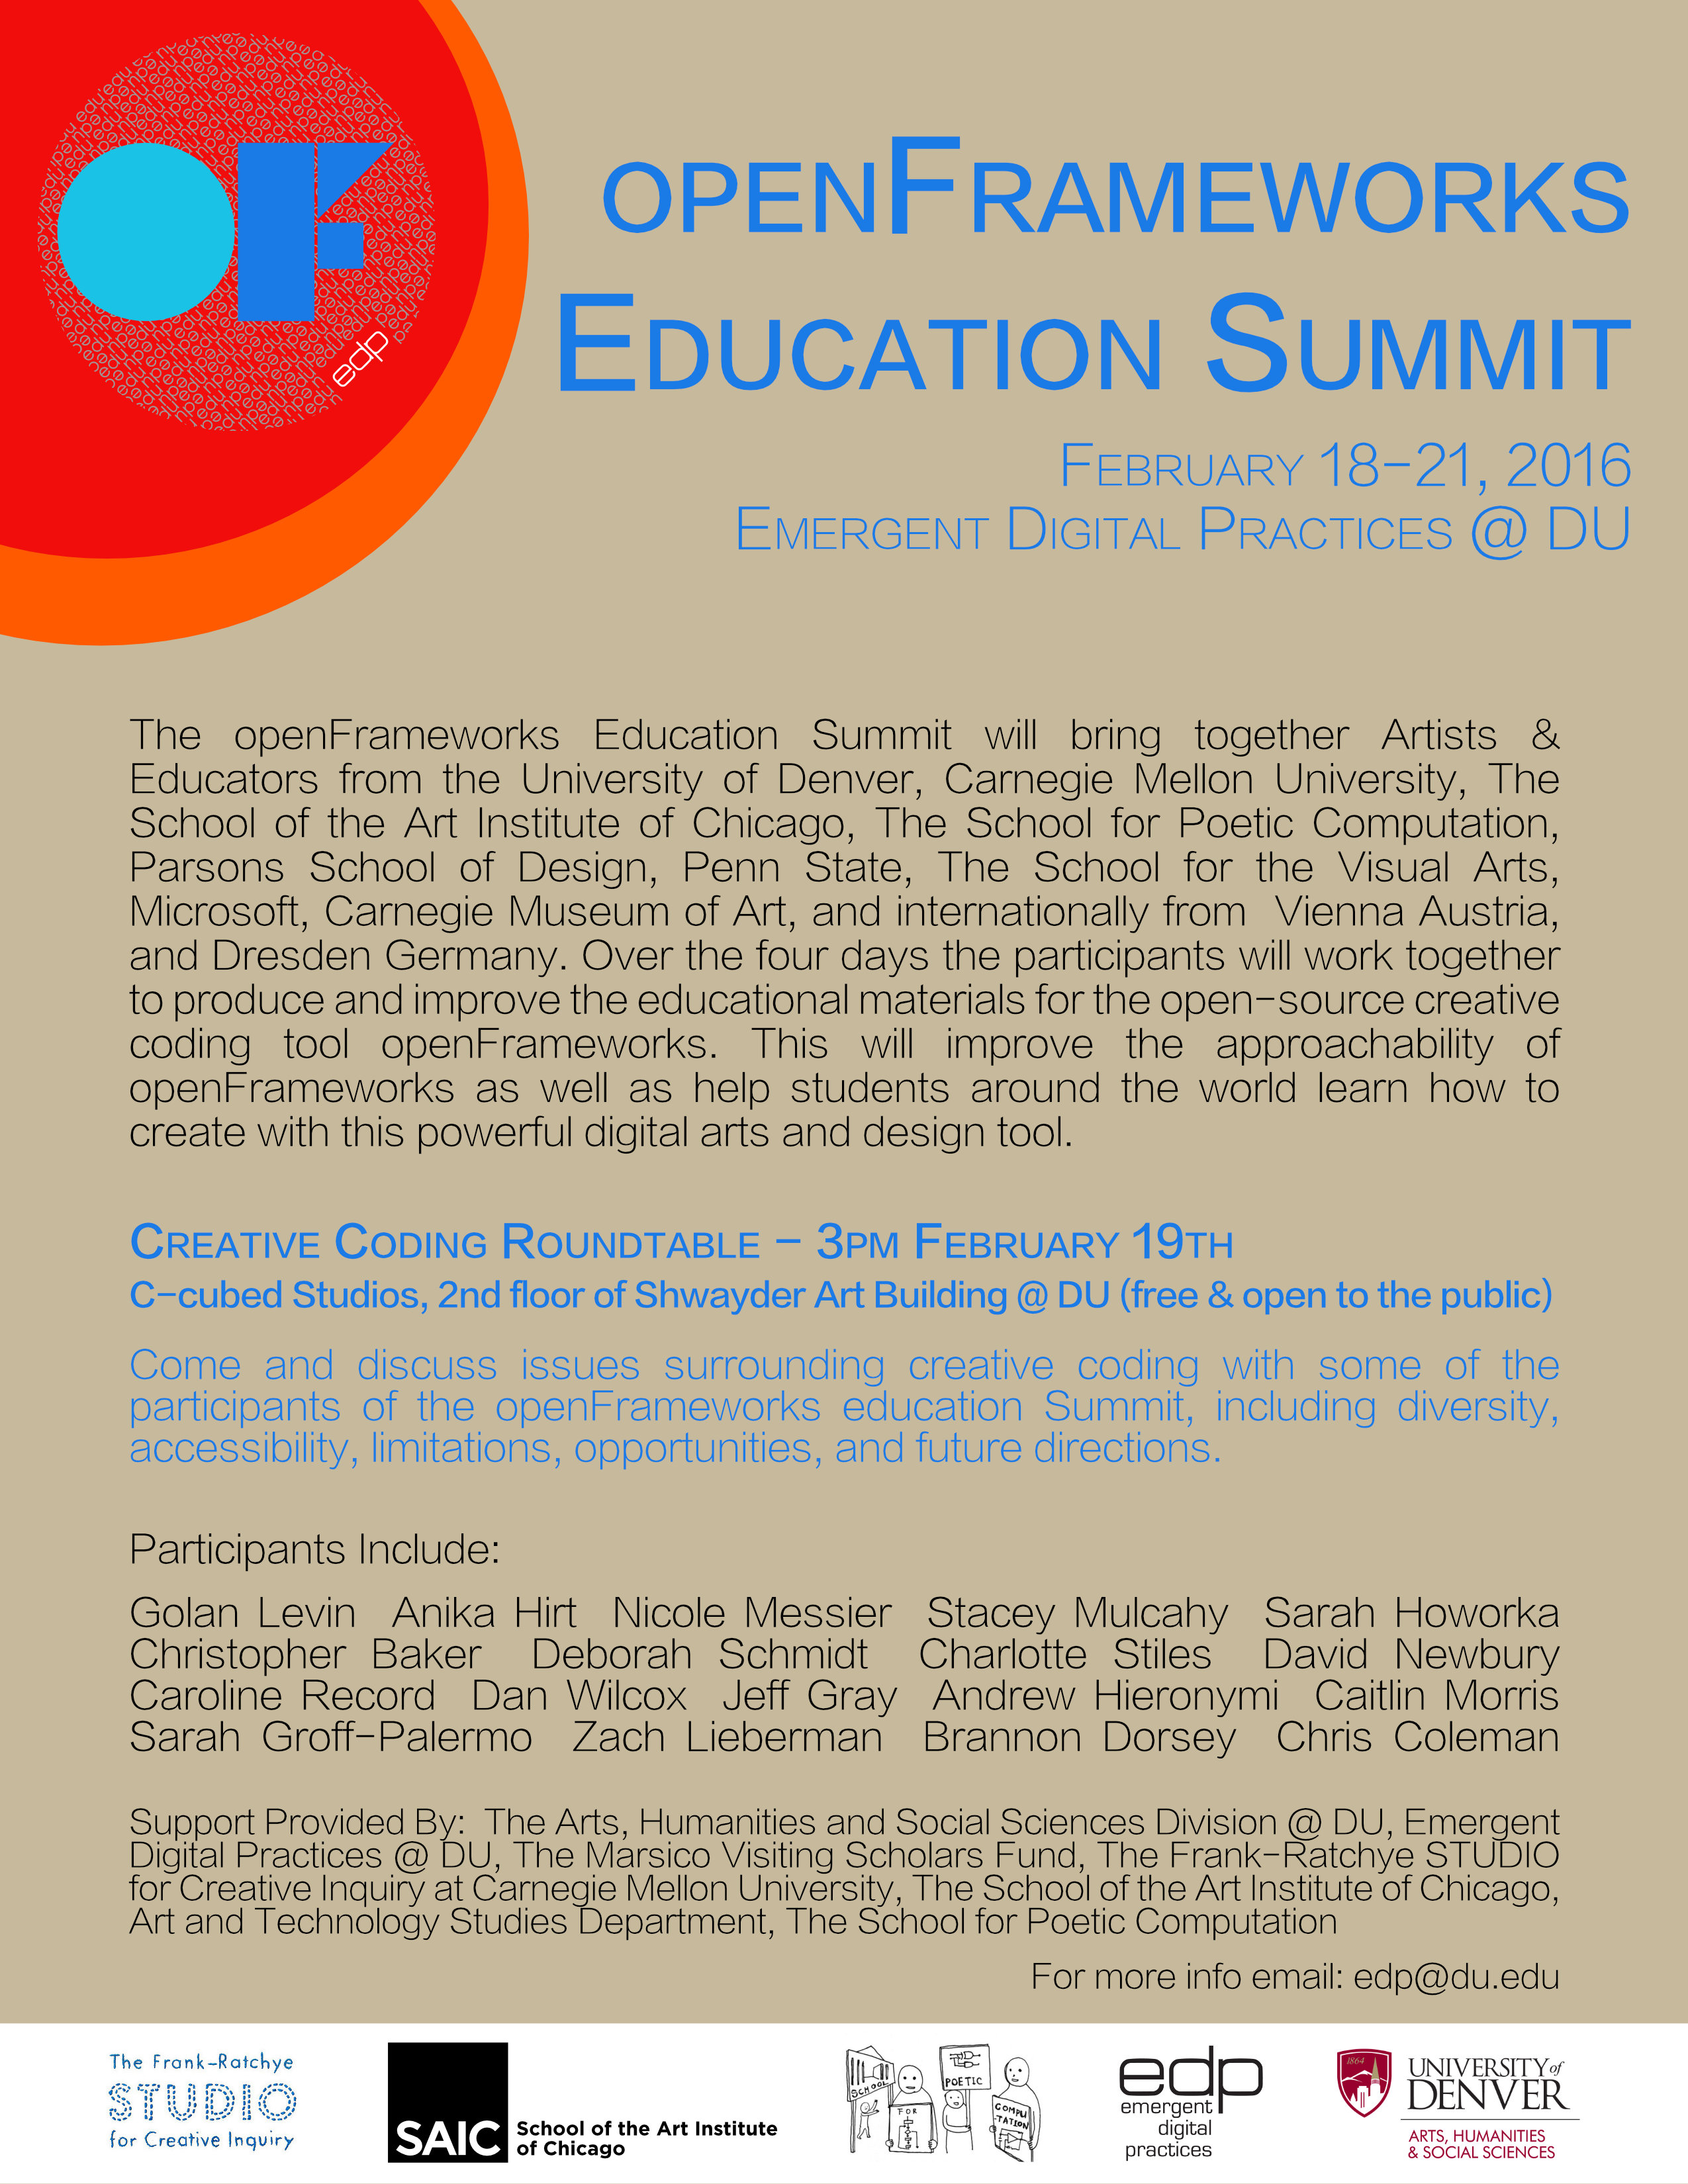 edp
openFrameworks
Education Summit
February 18-21, 2016
Emergent Digital Practices @ DU
The openFrameworks Education Summit will bring together Artists &
Educators from the University of Denver, Carnegie Mellon University, The
School of the Art Institute of Chicago, The School for Poetic Computation,
Parsons School of Design, Penn State, The School for the Visual Arts,
Microsoft, Carnegie Museum of Art, and internationally from Vienna Austria,
and Dresden Germany. Over the four days the participants will work together
to produce and improve the educational materials for the open-source creative
coding tool openFrameworks. This will improve the approachability of
openFrameworks as well as help students around the world learn how to
create with this powerful digital arts and design tool.
Creative Coding Roundtable - 3pm February 19th
C-cubed Studios, 2nd floor of Shwayder Art Building @ DU (free & open to the public)
Come and discuss issues surrounding creative coding with some of the
participants of the openFrameworks education Summit, including diversity,
accessibility, limitations, opportunities, and future directions.
Participants Include:
Golan Levin Anika Hirt Nicole Messier Stacey Mulcahy Sarah Howorka
Christopher Baker Deborah Schmidt Charlotte Stiles David Newbury
Caroline Record Dan Wilcox Jeff Gray Andrew Hieronymi Caitlin Morris
Sarah Groff-Palermo Zach Lieberman Brannon Dorsey Chris Coleman
Support Provided By: The Arts, Humanities and Social Sciences Division @ DU, Emergent
Digital Practices @ DU, The Marsico Visiting Scholars Fund, The Frank-Ratchye STUDIO
for Creative Inquiry at Carnegie Mellon University, The School of the Art Institute of Chicago,
Art and Technology Studies Department, The School for Poetic Computation
For more info email: edp@du.edu
The Frank-Ratchye
STUDIO
for Creative Inquiry
SAIC
School of the Art Institute
of Chicago
SCHOOL
FOR
POETIC
COMPU
-TATION
edp
emergent
digital
practices
1864
UNIVERSITY of
DENVER
ARTS, HUMANITIES
& SOCIAL SCIENCES